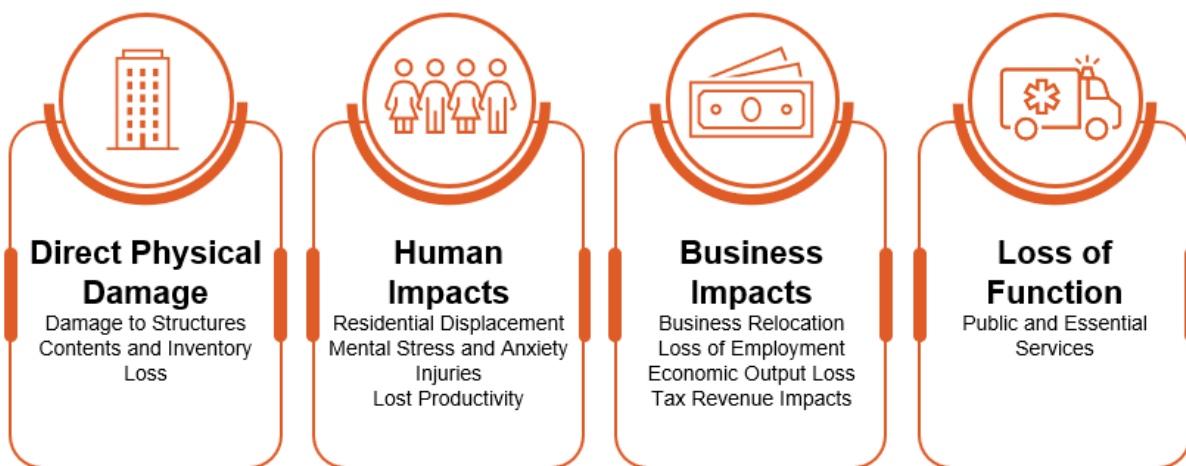 Direct Physical
Damage
Damage to Structures
Contents and Inventory
Loss
Human
Impacts
Residential Displacement
Mental Stress and Anxiety
Injuries
Lost Productivity
Business
Impacts
Business Relocation
Loss of Employment
Economic Output Loss
Tax Revenue Impacts
Loss of
Function
Public and Essential
Services